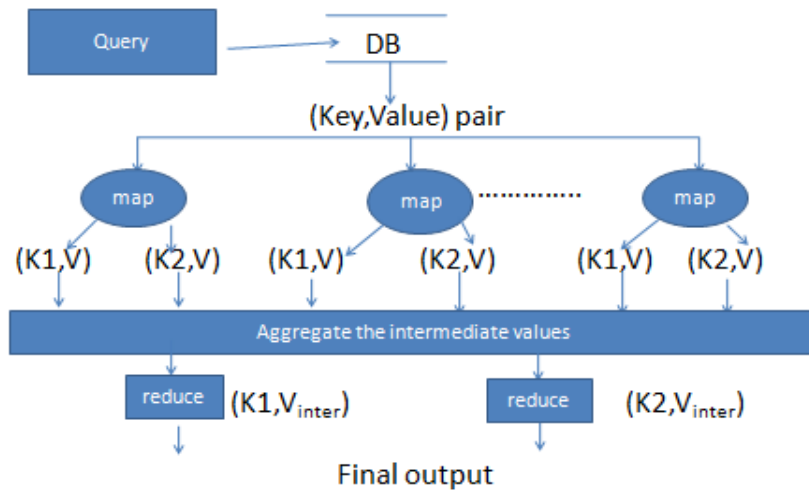 Query
DB
(Key,Value) pair
map
map
..............
map
(K1,V)
(K2,V)
(K1,V)
(K2,V)
(K1,V)
(K2,V)
Aggregate the intermediate values
reduce
(K1,Vinter)
reduce
(K2,Vinter)
Final output